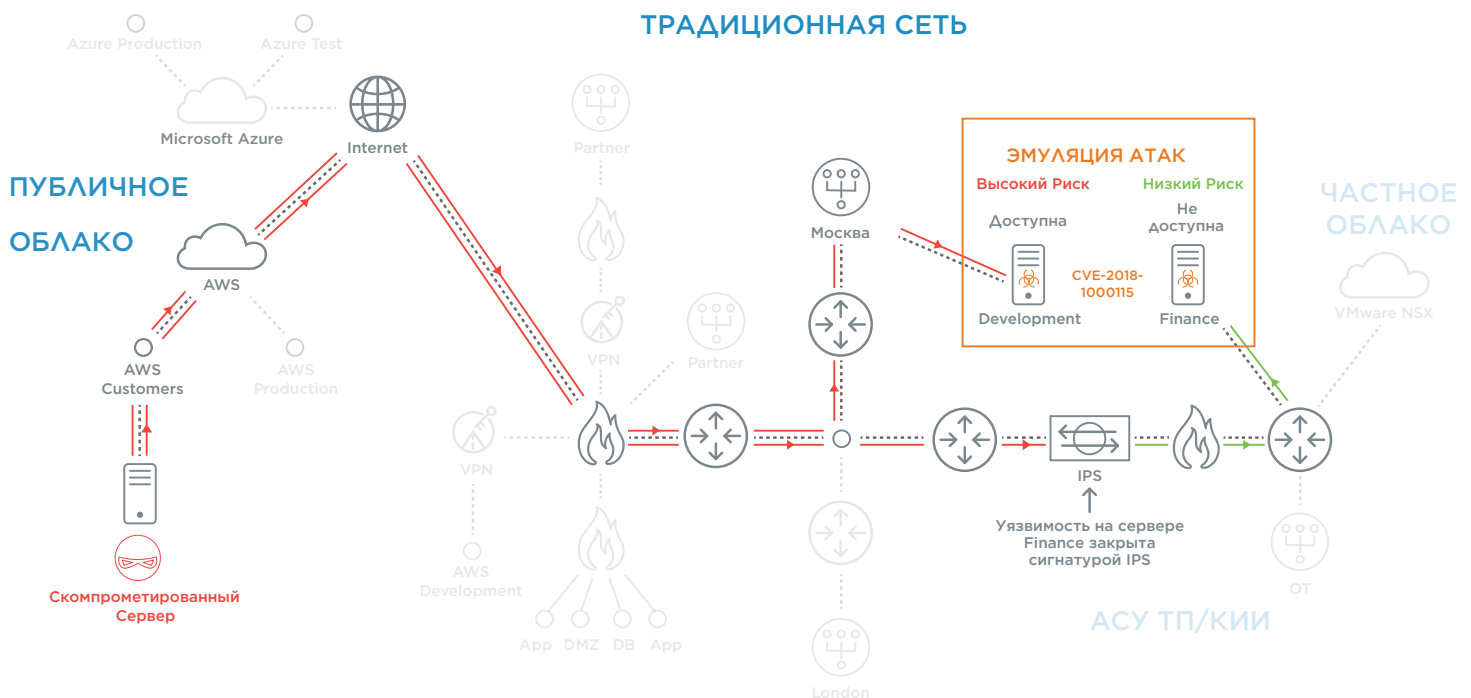 ТРАДИЦИОННАЯ СЕТЬ
Azure Production
Azure Test
Microsoft Azure
Internet
ПУБЛИЧНОЕ
ОБЛАКО
AWS
AWS
Customers
AWS
Production
Скомпрометированный
Сервер
Partner
VPN
Partner
VPN
AWS
Development
App
DMZ
DB
App
Москва
London
ЭМУЛЯЦИЯ АТАК
Высокий Риск
Низкий Риск
Доступна
Не
доступна
CVE-2018-
1000115
Development
Finance
ЧАСТНОЕ
ОБЛАКО
VMware NSX
IPS
Уязвимость на сервере
Finance закрыта
сигнатурой IPS
OT
АСУ ТП/КИИ